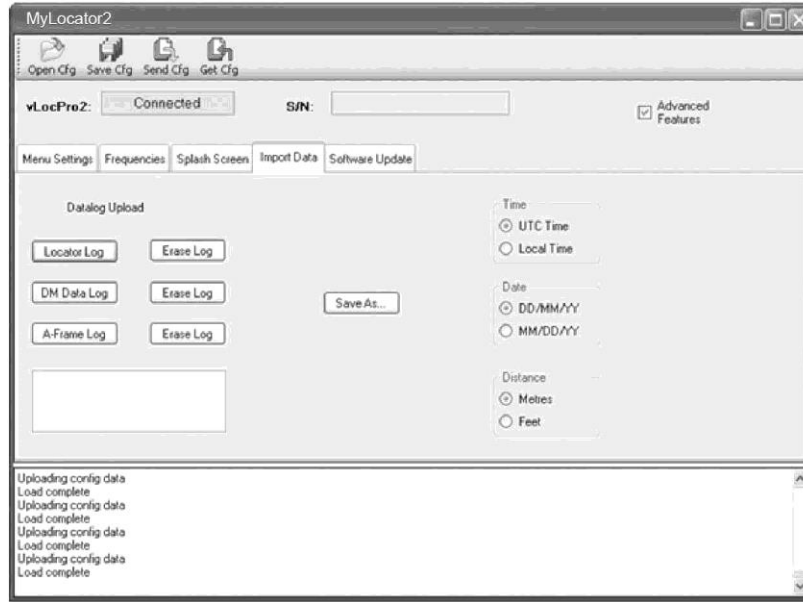 MyLocator2
Open Cfg Save Cfg Send Cfg Get Cfg
vLocPro2: Connected S/N: Advanced Features
Menu Settings Frequencies Splash Screen Import Data Software Update
Datalog Upload
Locator Log Erase Log
DM Data Log Erase Log
A-Frame Log Erase Log
Save As...
Time
UTC Time
Local Time
Date
DD/MM/YY
MM/DD/YY
Distance
Metres
Feet
Uploading config data
Load complete
Uploading config data
Load complete
Uploading config data
Load complete
Uploading config data
Load complete